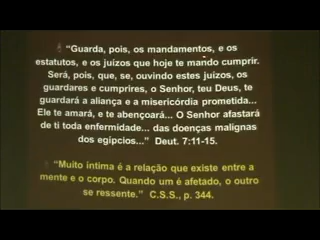 “Guarda, pois, os mandamentos, e os
estatutos, e os juízos que hoje te mando cumprir.
Será, pois, que, se, ouvindo estes juízos, os
guardares e cumprires, o Senhor, teu Deus, te
guardará a aliança e a misericórdia prometida...
Ele te amará, e te abençoará... O Senhor afastará
de ti toda enfermidade... das doenças malignas
dos egípcios...” Deut. 7:11-15.
“Muito íntima é a relação que existe entre a
mente e o corpo. Quando um é afetado, o outro
se ressente.” C.S.S., p. 344.